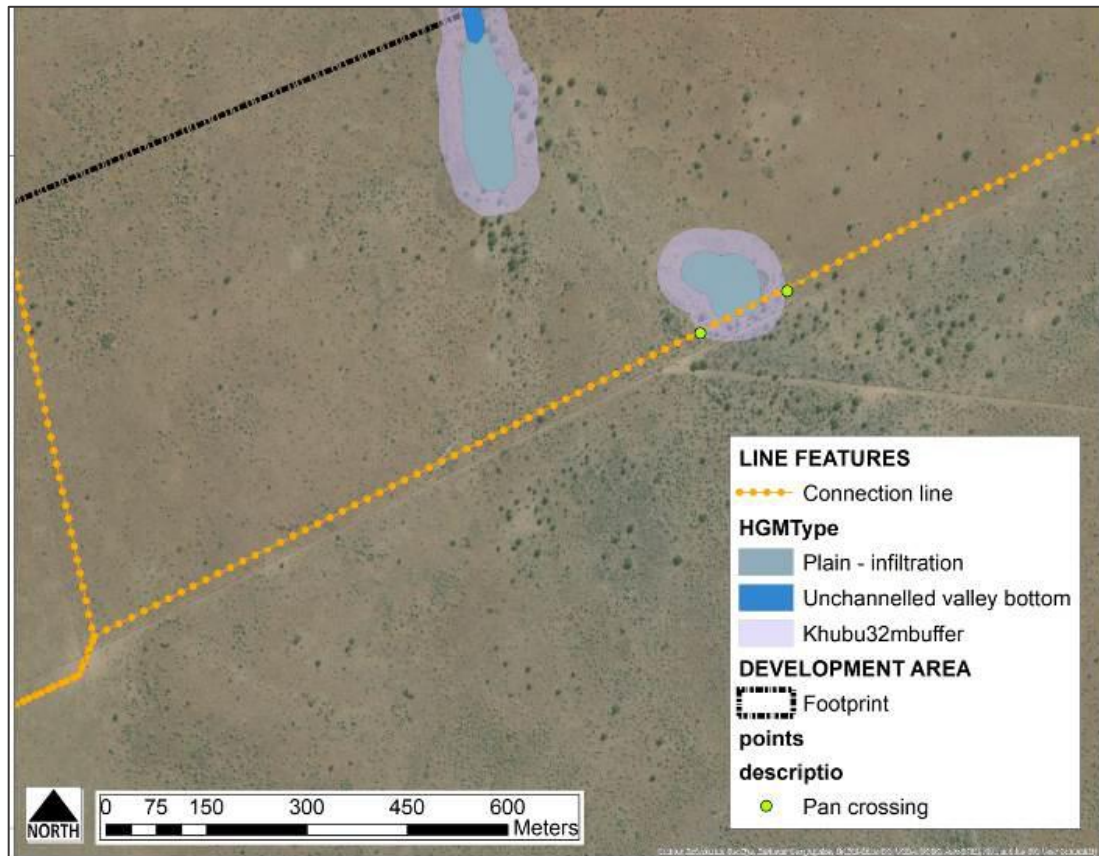 LINE FEATURES
Connection line
HGMType
Plain - infiltration
Unchannelled valley bottom
Khubu32mbuffer
DEVELOPMENT AREA
Footprint
points
descriptio
Pan crossing
NORTH
0 75 150 300 450 600
Meters